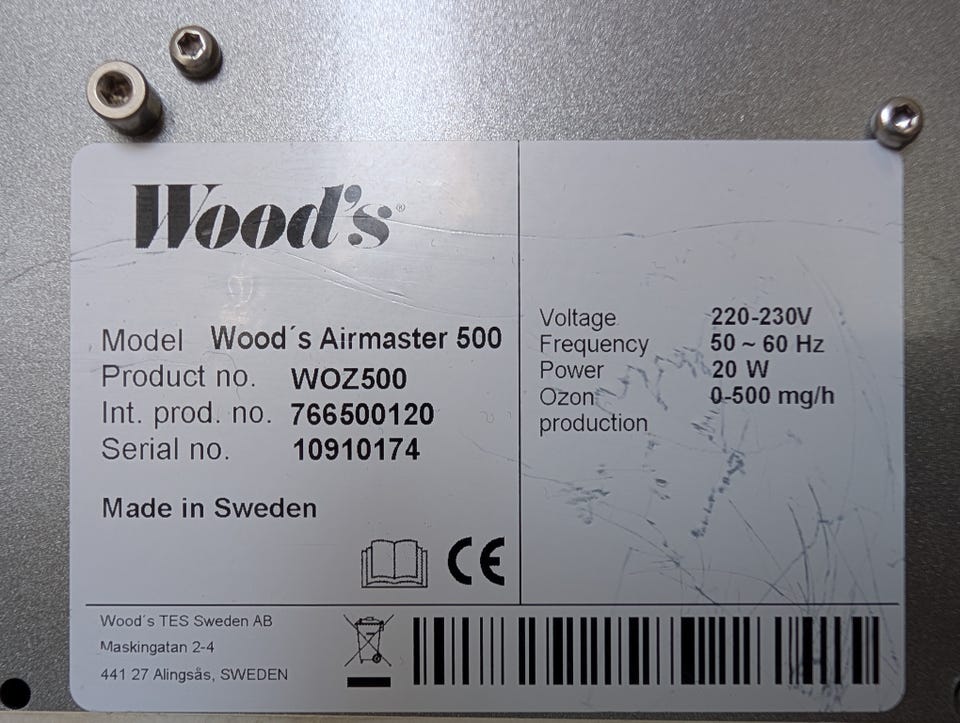 Wood's®
Model Wood´s Airmaster 500
Product no. WOZ500
Int. prod. no. 766500120
Serial no. 10910174
Made in Sweden
CE
Voltage 220-230V
Frequency 50 ~ 60 Hz
Power 20 W
Ozon 0-500 mg/h
production
Wood´s TES Sweden AB
Maskingatan 2-4
441 27 Alingsås, SWEDEN